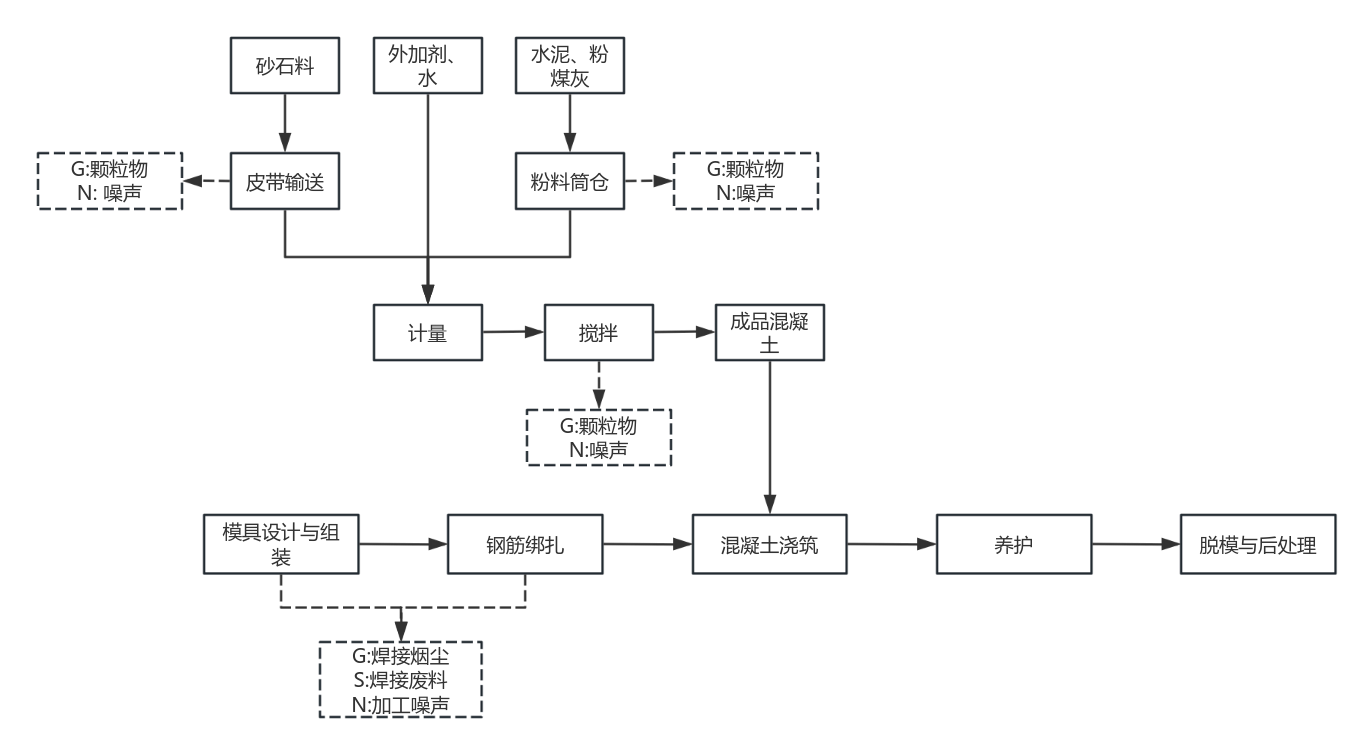 砂石料
外加剂、
水
水泥、粉
煤灰
G:颗粒物
N: 噪声
皮带输送
粉料筒仓
G:颗粒物
N:噪声
计量
搅拌
成品混凝
土
G:颗粒物
N:噪声
模具设计与组
装
钢筋绑扎
混凝土浇筑
养护
脱模与后处理
G:焊接烟尘
S:焊接废料
N:加工噪声